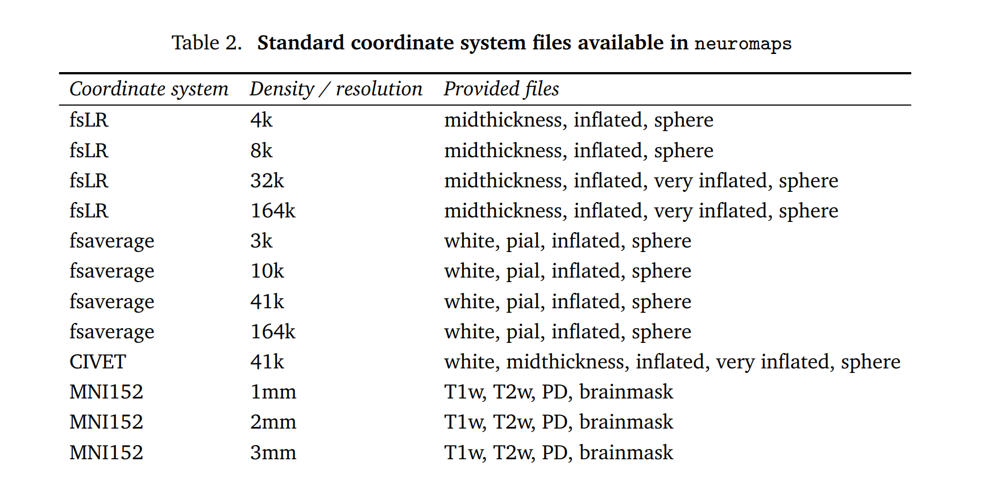 Table 2. Standard coordinate system files available in neuromaps
Coordinate system Density / resolution Provided files
fsLR 4k midthickness, inflated, sphere
fsLR 8k midthickness, inflated, sphere
fsLR 32k midthickness, inflated, very inflated, sphere
fsLR 164k midthickness, inflated, very inflated, sphere
fsaverage 3k white, pial, inflated, sphere
fsaverage 10k white, pial, inflated, sphere
fsaverage 41k white, pial, inflated, sphere
fsaverage 164k white, pial, inflated, sphere
CIVET 41k white, midthickness, inflated, very inflated, sphere
MNI152 1mm T1w, T2w, PD, brainmask
MNI152 2mm T1w, T2w, PD, brainmask
MNI152 3mm T1w, T2w, PD, brainmask